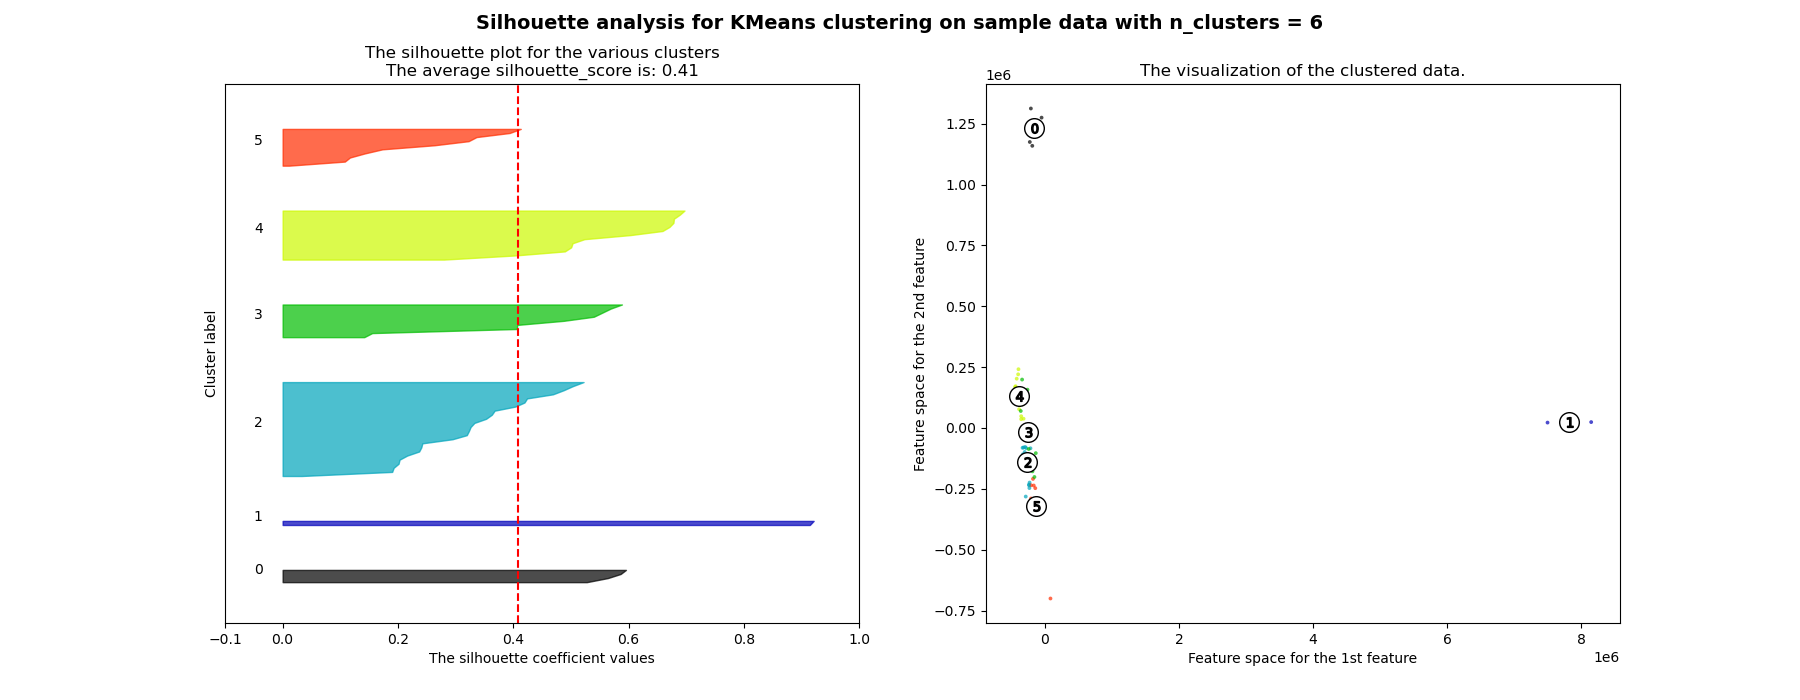 Silhouette analysis for KMeans clustering on sample data with n_clusters = 6
The silhouette plot for the various clusters
The average silhouette_score is: 0.41
5
4
3
2
1
0
Cluster label
−0.1 0.0 0.2 0.4 0.6 0.8 1.0
The silhouette coefficient values
The visualization of the clustered data.
1e6
1.25
1.00
0.75
0.50
0.25
0.00
−0.25
−0.50
−0.75
Feature space for the 2nd feature
0
4
3
1
2
5
0 2 4 6 8
1e6
Feature space for the 1st feature